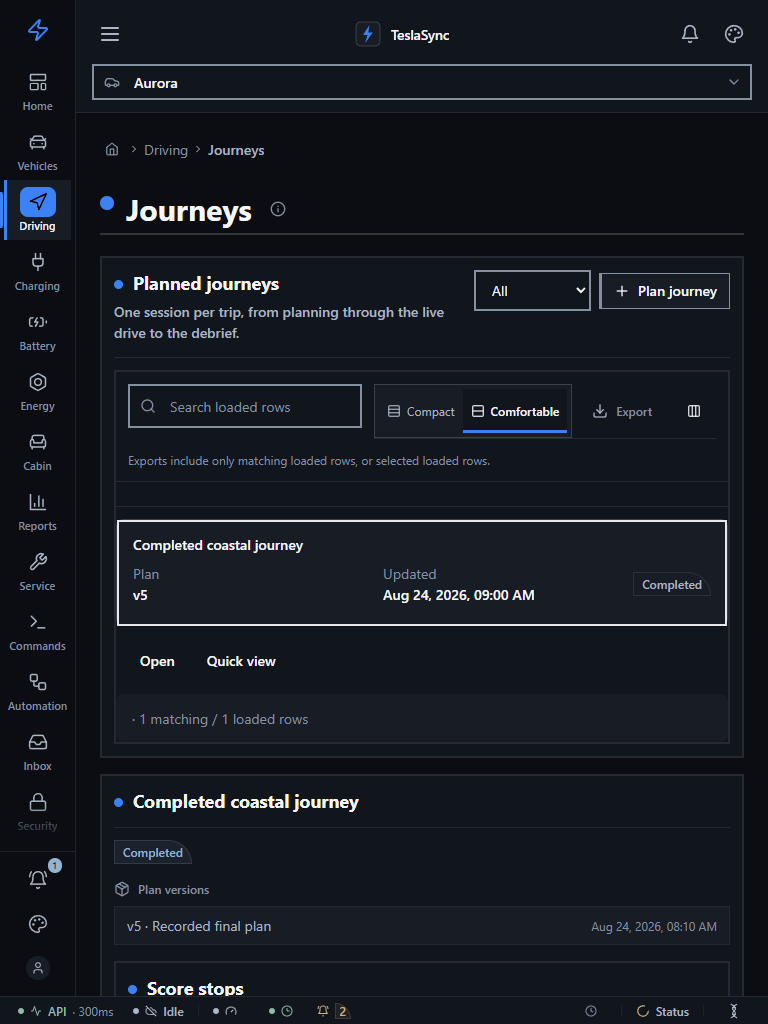 TeslaSync
Aurora
Home
Vehicles
Driving
Charging
Battery
Energy
Cabin
Reports
Service
Commands
Automation
Inbox
Security
1
Driving
Journeys
Journeys
Planned journeys
One session per trip, from planning through the live
drive to the debrief.
All
Plan journey
Search loaded rows
Compact
Comfortable
Export
Exports include only matching loaded rows, or selected loaded rows.
Completed coastal journey
Plan
v5
Updated
Aug 24, 2026, 09:00 AM
Completed
Open
Quick view
· 1 matching / 1 loaded rows
Completed coastal journey
Completed
Plan versions
v5 · Recorded final plan
Aug 24, 2026, 08:10 AM
Score stops
API · 300ms
Idle
2
Status